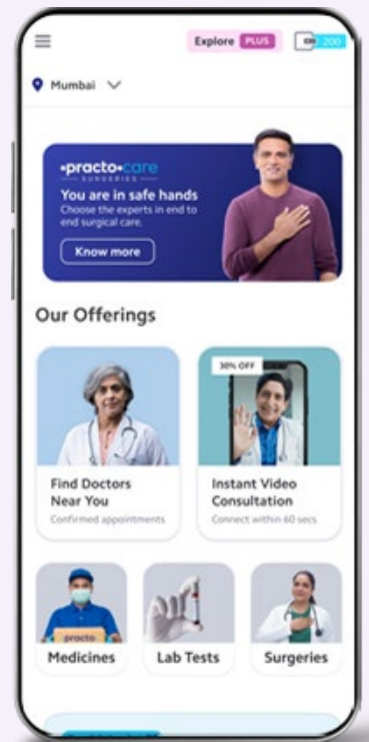 Explore PLUS
200
Mumbai
•practo•care
SURGERIES
You are in safe hands
Choose the experts in end to
end surgical care.
Know more
Our Offerings
30% OFF
Find Doctors
Near You
Confirmed appointments
Instant Video
Consultation
Connect within 60 secs
practo
Medicines
Lab Tests
Surgeries